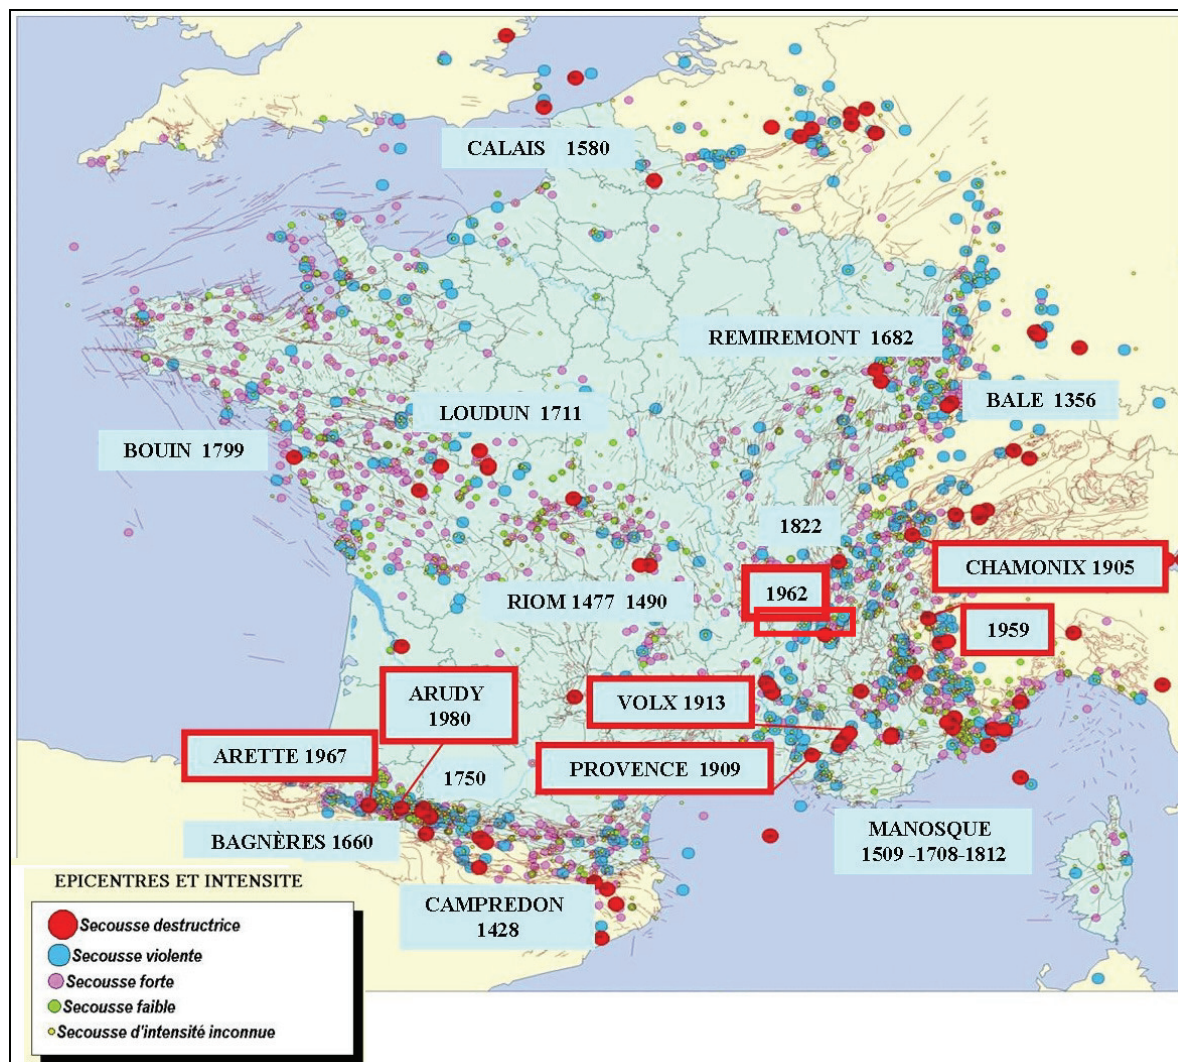 CALAIS 1580
REMIREMONT 1682
LOUDUN 1711
BALE 1356
BOUIN 1799
1822
CHAMONIX 1905
1962
RIOM 1477 1490
1959
ARUDY
1980
VOLX 1913
ARETTE 1967
PROVENCE 1909
1750
BAGNÈRES 1660
MANOSQUE
1509 -1708-1812
CAMPREDON
1428
EPICENTRES ET INTENSITE
Secousse destructrice
Secousse violente
Secousse forte
Secousse faible
Secousse d'intensité inconnue